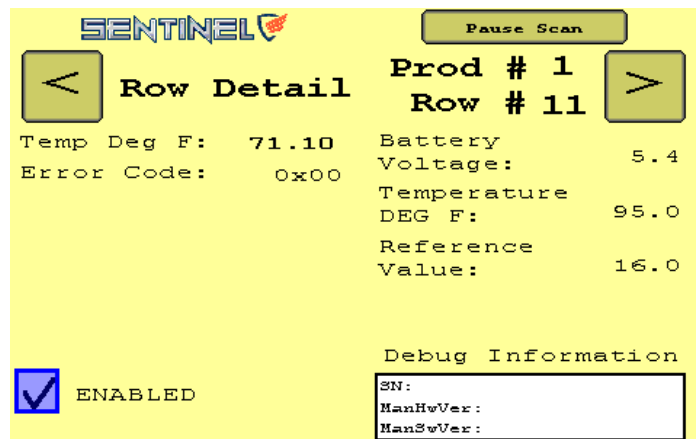 SENTINEL
Pause Scan
<
Row Detail
Prod # 1
Row # 11
>
Temp Deg F: 71.10
Error Code: 0x00
Battery
Voltage: 5.4
Temperature
DEG F: 95.0
Reference
Value: 16.0
ENABLED
Debug Information
SN:
ManHwVer:
ManSwVer: